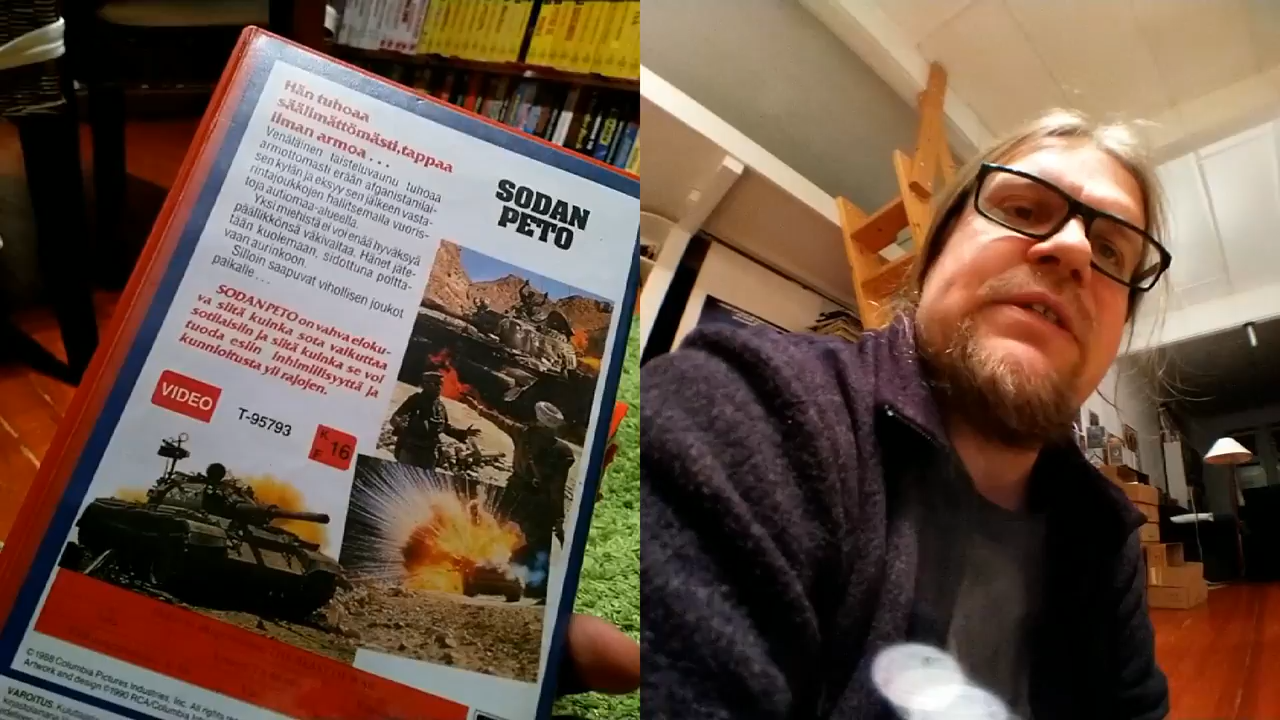 Hän tuhoaa
säälimättömästi, tappaa
ilman armoa . . .
Venäläinen taisteluvaunu tuhoaa
armottomasti erään afganistanilai-
sen kylän ja eksyy sen jälkeen vasta-
rintajoukkojen hallitsemalla vuoris-
toja autiomaa-alueella.
Yksi miehistä ei voi enää hyväksyä
päällikkönsä väkivaltaa. Hänet jäte-
tään kuolemaan, sidottuna poltta-
vaan aurinkoon.
Silloin saapuvat vihollisen joukot
paikalle . . .
SODAN PETO on vahva eloku-
va siitä kuinka sota vaikuttaa
sotilaisiin ja siitä kuinka se voi
tuoda esiin inhimillisyyttä ja
kunnioitusta yli rajojen.
SODAN
PETO
VIDEO
T-95793
K 16
F
© 1988 Columbia Pictures Industries, Inc. All rights
Artwork and design ©1990 RCA/Columbia
VAROITUS.